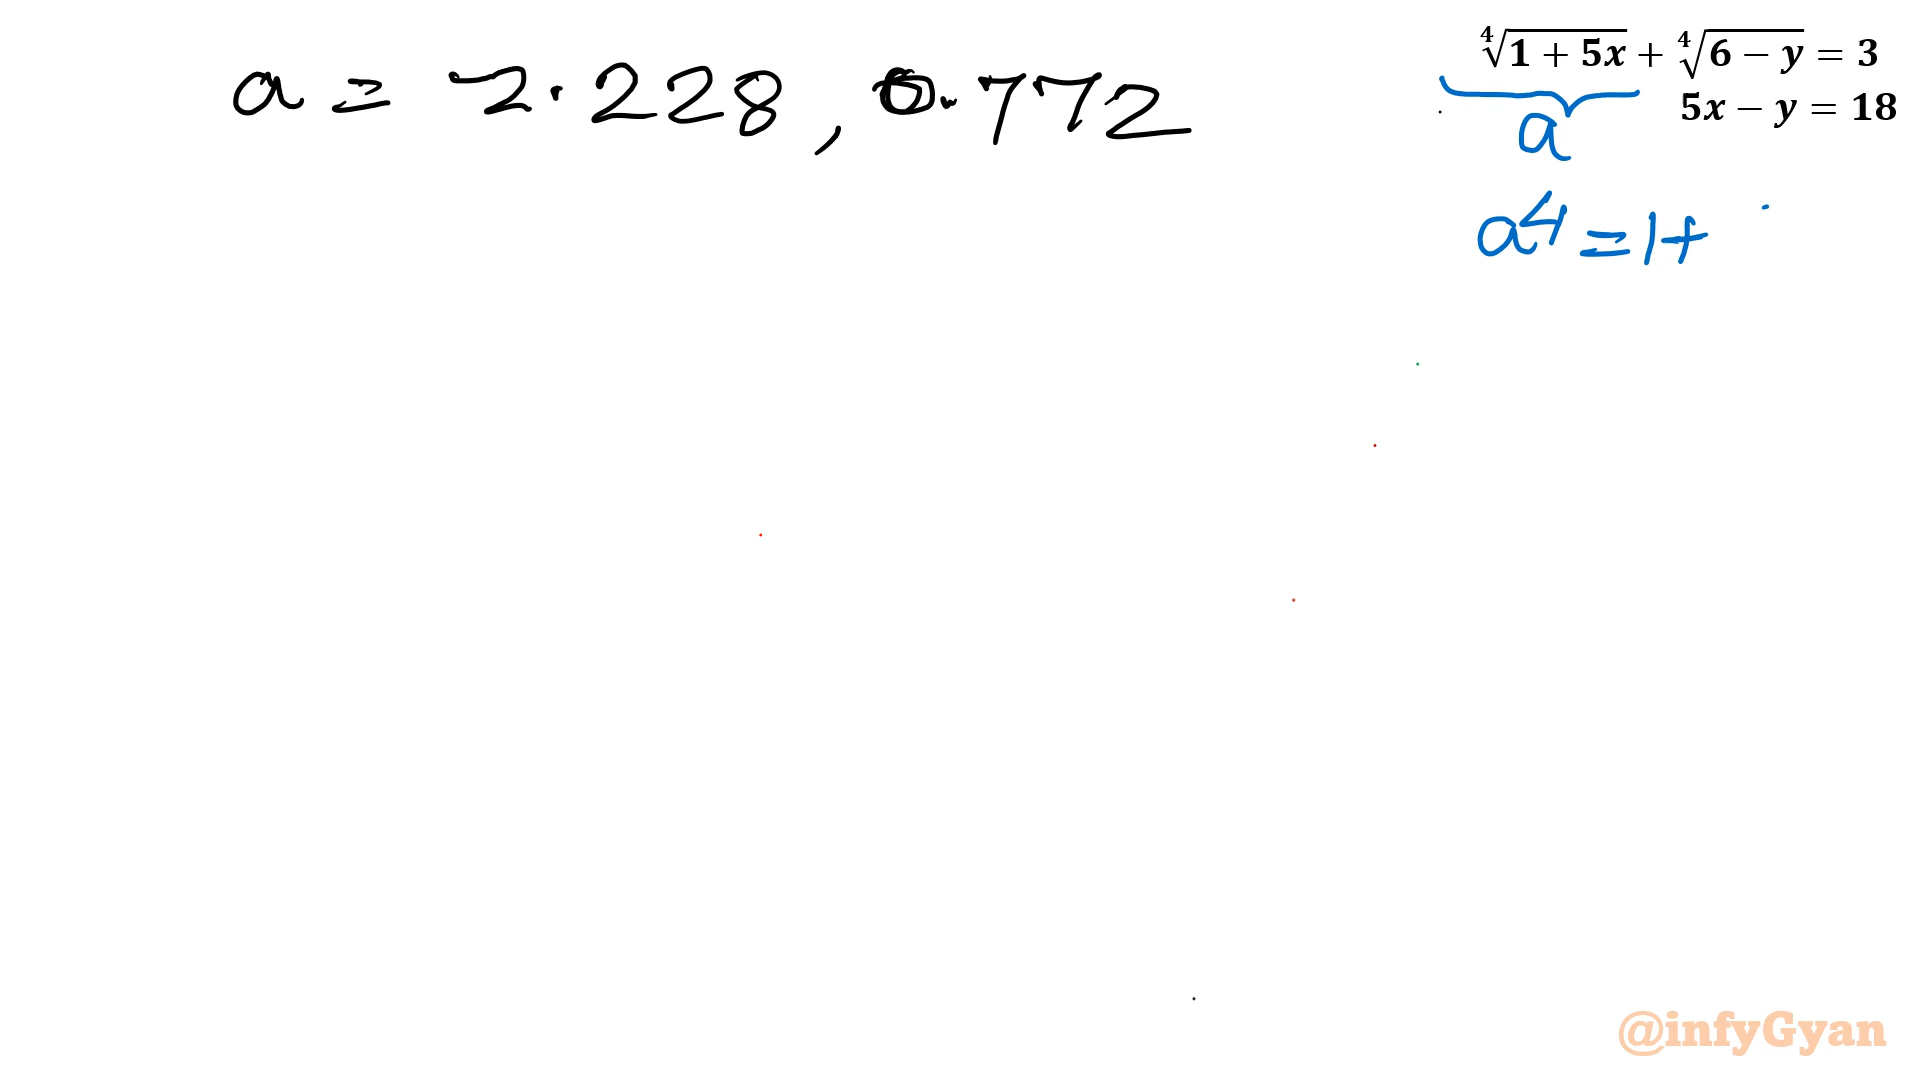 a = 2.228, 0.772
∜(1 + 5x) + ∜(6 − y) = 3
5x − y = 18
a
a⁴ = 1+
@infyGyan